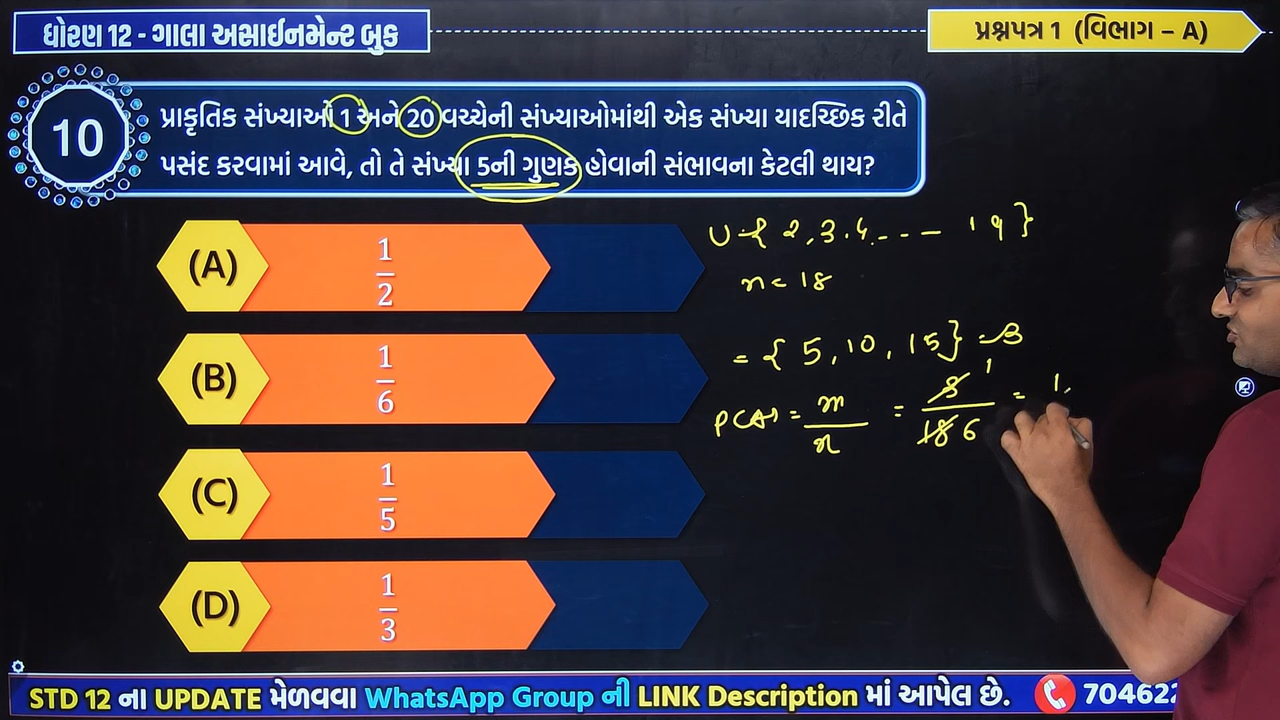 ધોરણ 12 - ગાલા અસાઈનમેન્ટ બુક
પ્રશ્નપત્ર 1 (વિભાગ – A)
10
પ્રાકૃતિક સંખ્યાઓ 1 અને 20 વચ્ચેની સંખ્યાઓમાંથી એક સંખ્યા યાદચ્છિક રીતે
પસંદ કરવામાં આવે, તો તે સંખ્યા 5ની ગુણક હોવાની સંભાવના કેટલી થાય?
(A) 1/2
(B) 1/6
(C) 1/5
(D) 1/3
U = { 2, 3, 4, - - - 19 }
n = 18
= { 5, 10, 15 } = 3
P(A) = m/n = 3/18 1 6 = 1
STD 12 ના UPDATE મેળવવા WhatsApp Group ની LINK Description માં આપેલ છે.
70462